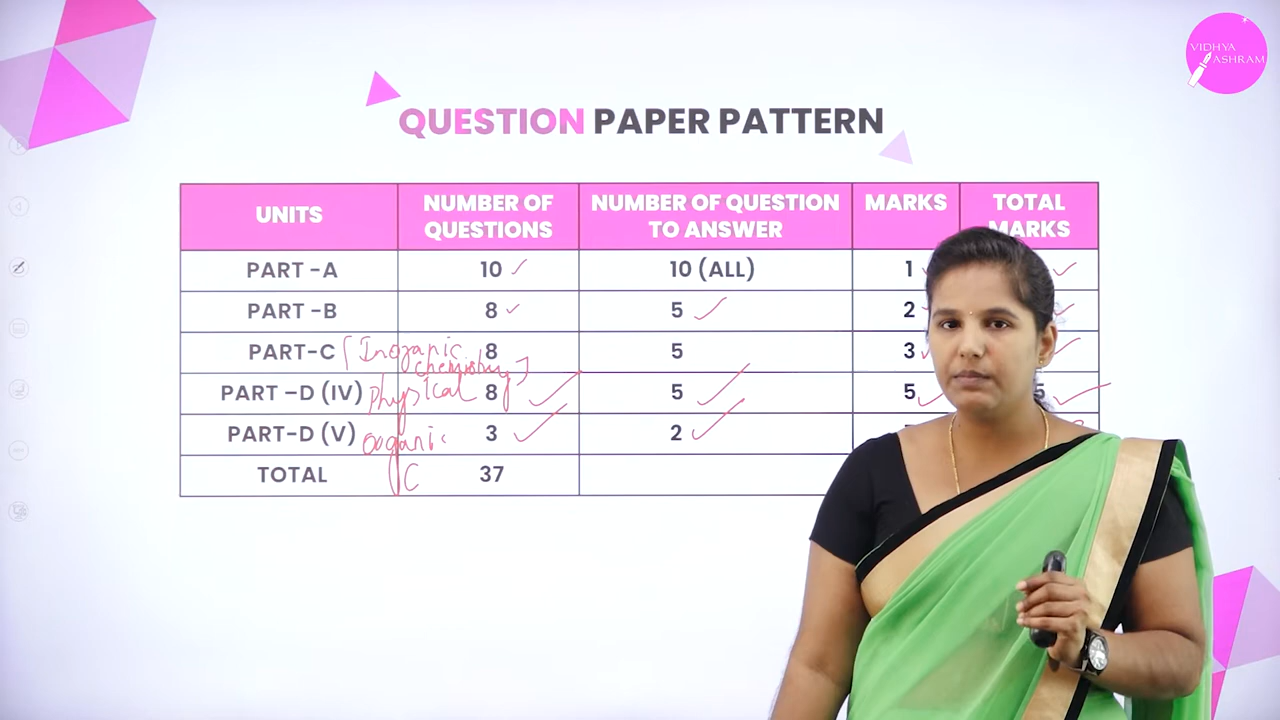 VIDHYA
ASHRAM
QUESTION PAPER PATTERN
UNITS NUMBER OF QUESTIONS NUMBER OF QUESTION TO ANSWER MARKS TOTAL MARKS
PART -A 10 10 (ALL) 1
PART -B 8 5 2
PART-C [Inorganic chemistry] 8 5 3
PART -D (IV) Physical 8 5 5 5
PART-D (V) organic 3 2
TOTAL C 37